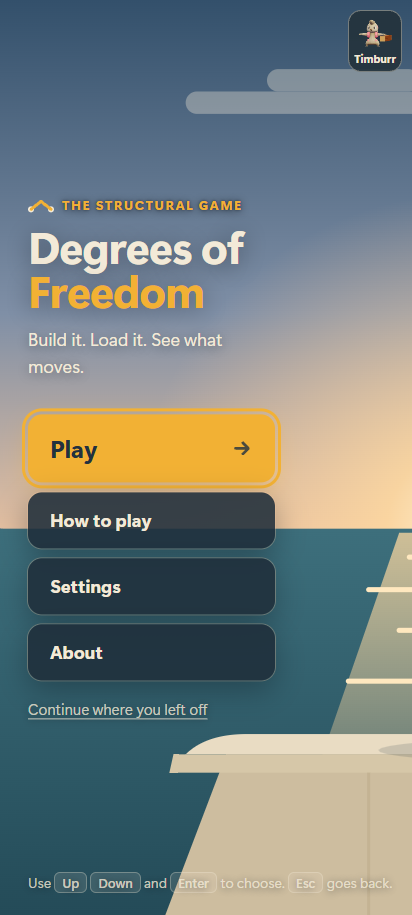 Timburr
THE STRUCTURAL GAME
Degrees of
Freedom
Build it. Load it. See what
moves.
Play
How to play
Settings
About
Continue where you left off
Use Up Down and Enter to choose. Esc goes back.